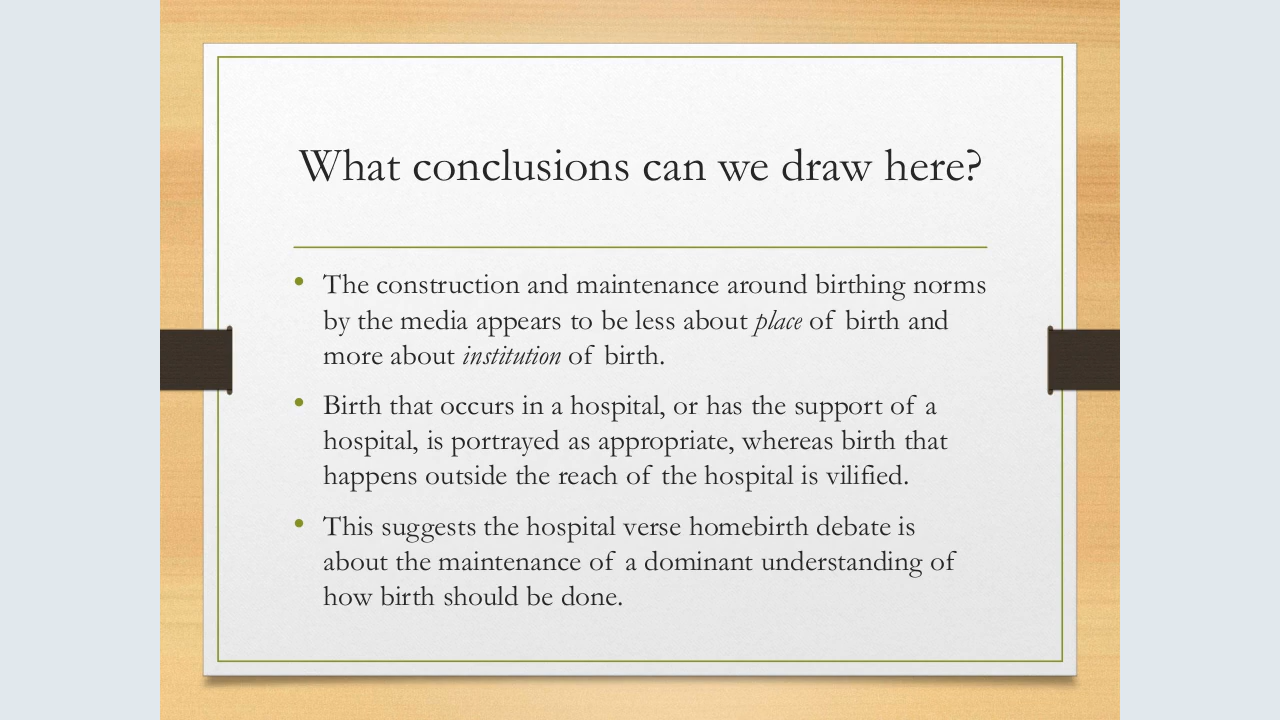 What conclusions can we draw here?
• The construction and maintenance around birthing norms
by the media appears to be less about place of birth and
more about institution of birth.
• Birth that occurs in a hospital, or has the support of a
hospital, is portrayed as appropriate, whereas birth that
happens outside the reach of the hospital is vilified.
• This suggests the hospital verse homebirth debate is
about the maintenance of a dominant understanding of
how birth should be done.